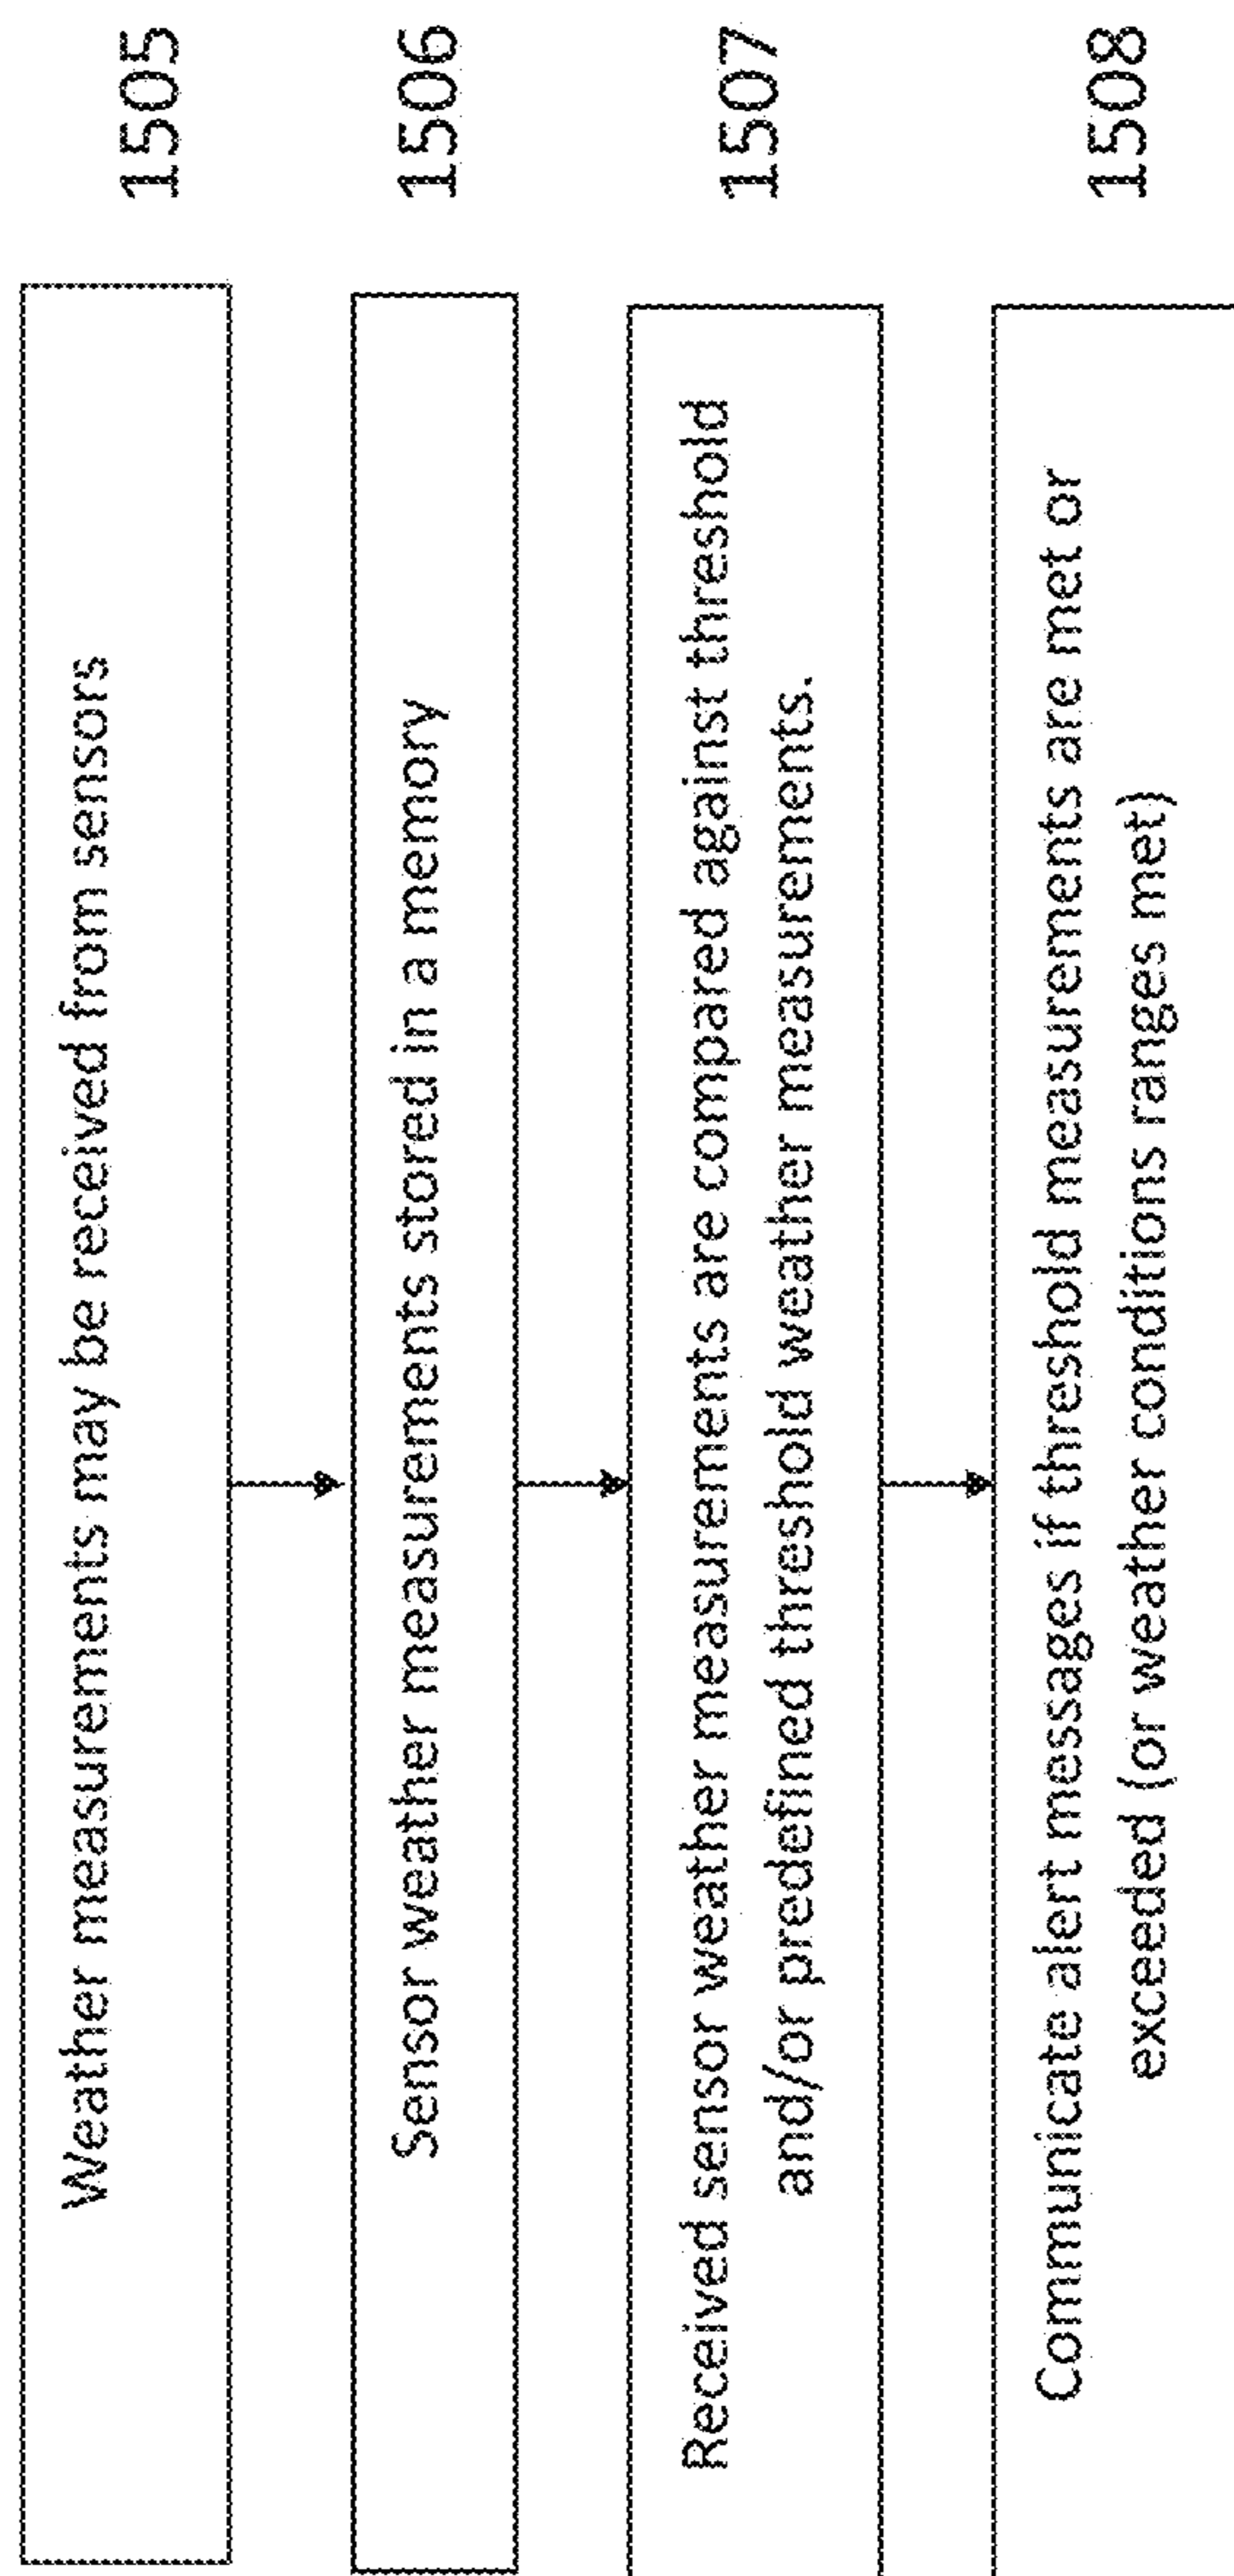 Weather measurements may be received from sensors
1505
Sensor weather measurements stored in a memory
1506
Received sensor weather measurements are compared against threshold
and/or predefined threshold weather measurements.
1507
Communicate alert messages if threshold measurements are met or
exceeded (or weather conditions ranges met)
1508